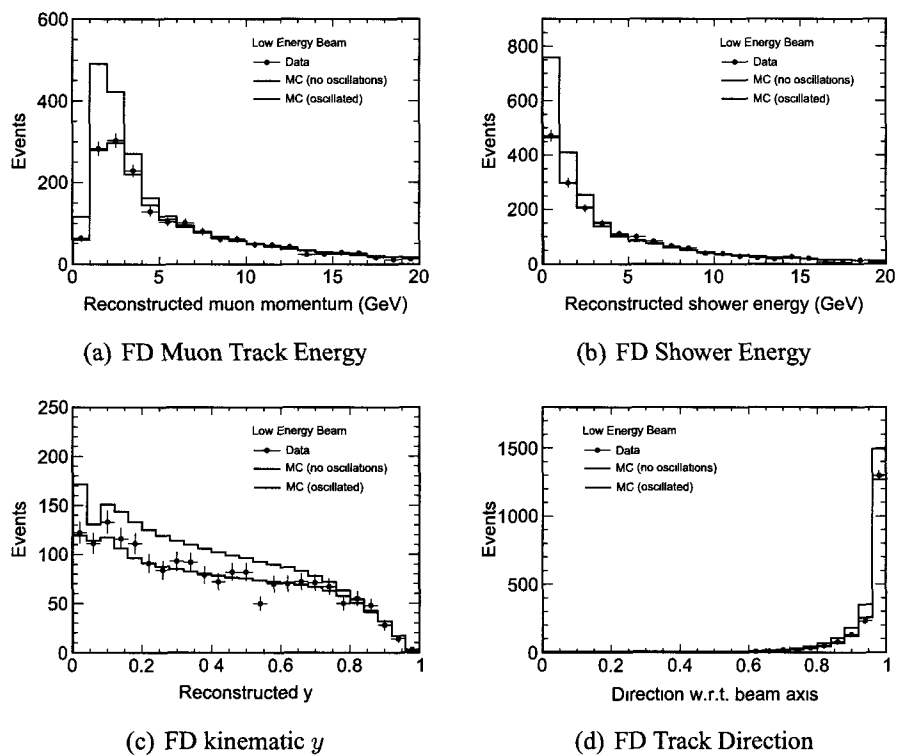 600
400
200
0
Events
Low Energy Beam
Data
MC (no oscillations)
MC (oscillated)
0 5 10 15 20
Reconstructed muon momentum (GeV)
(a) FD Muon Track Energy
800
600
400
200
0
Events
Low Energy Beam
Data
MC (no oscillations)
MC (oscillated)
0 5 10 15 20
Reconstructed shower energy (GeV)
(b) FD Shower Energy
250
200
150
100
50
0
Events
Low Energy Beam
Data
MC (no oscillations)
MC (oscillated)
0 0.2 0 4 0.6 0.8 1
Reconstructed y
(c) FD kinematic y
1500
1000
500
0
Events
Low Energy Beam
Data
MC (no oscillations)
MC (oscillated)
0 0.2 0.4 0.6 0.8 1
Direction w.r.t. beam axis
(d) FD Track Direction